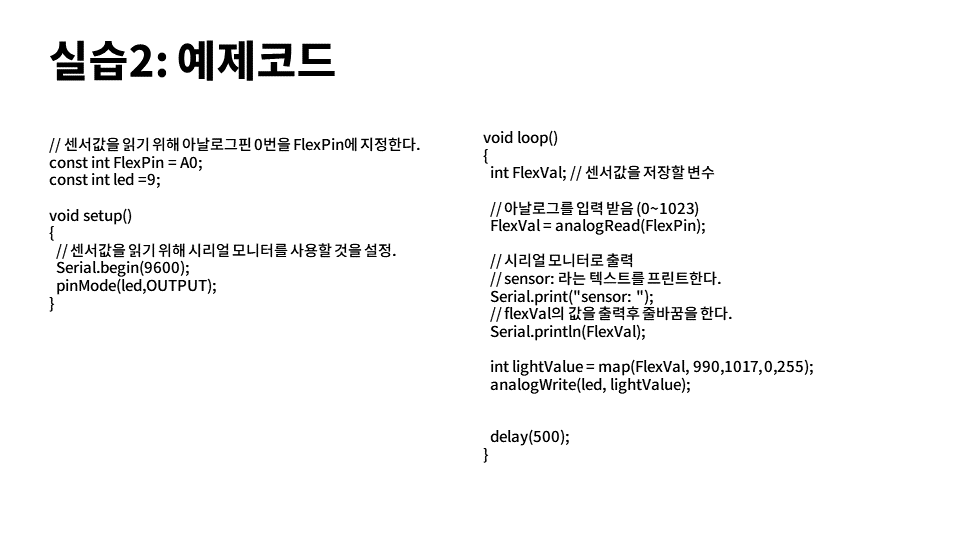 실습2: 예제코드
// 센서값을 읽기 위해 아날로그핀 0번을 FlexPin에 지정한다.
const int FlexPin = A0;
const int led =9;
void setup()
{
// 센서값을 읽기 위해 시리얼 모니터를 사용할 것을 설정.
Serial.begin(9600);
pinMode(led,OUTPUT);
}
void loop()
{
int FlexVal; // 센서값을 저장할 변수
// 아날로그를 입력 받음 (0~1023)
FlexVal = analogRead(FlexPin);
// 시리얼 모니터로 출력
// sensor: 라는 텍스트를 프린트한다.
Serial.print("sensor: ");
// flexVal의 값을 출력후 줄바꿈을 한다.
Serial.println(FlexVal);
int lightValue = map(FlexVal, 990,1017,0,255);
analogWrite(led, lightValue);
delay(500);
}